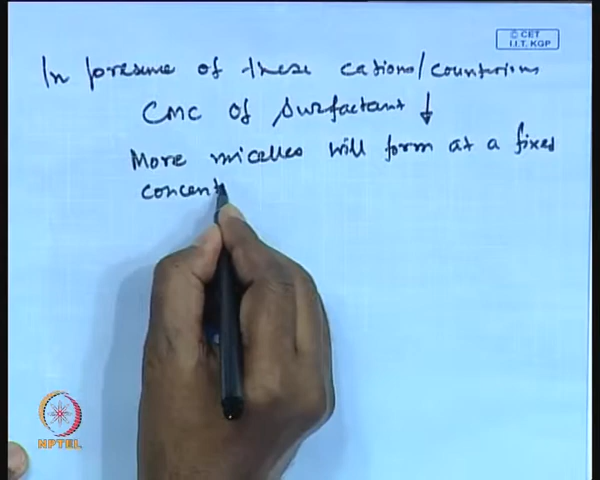 © CET
I.I.T. KGP
In presence of these cations/counterions
CMC of surfactant ↓
More micelles will form at a fixed
concent
NPTEL